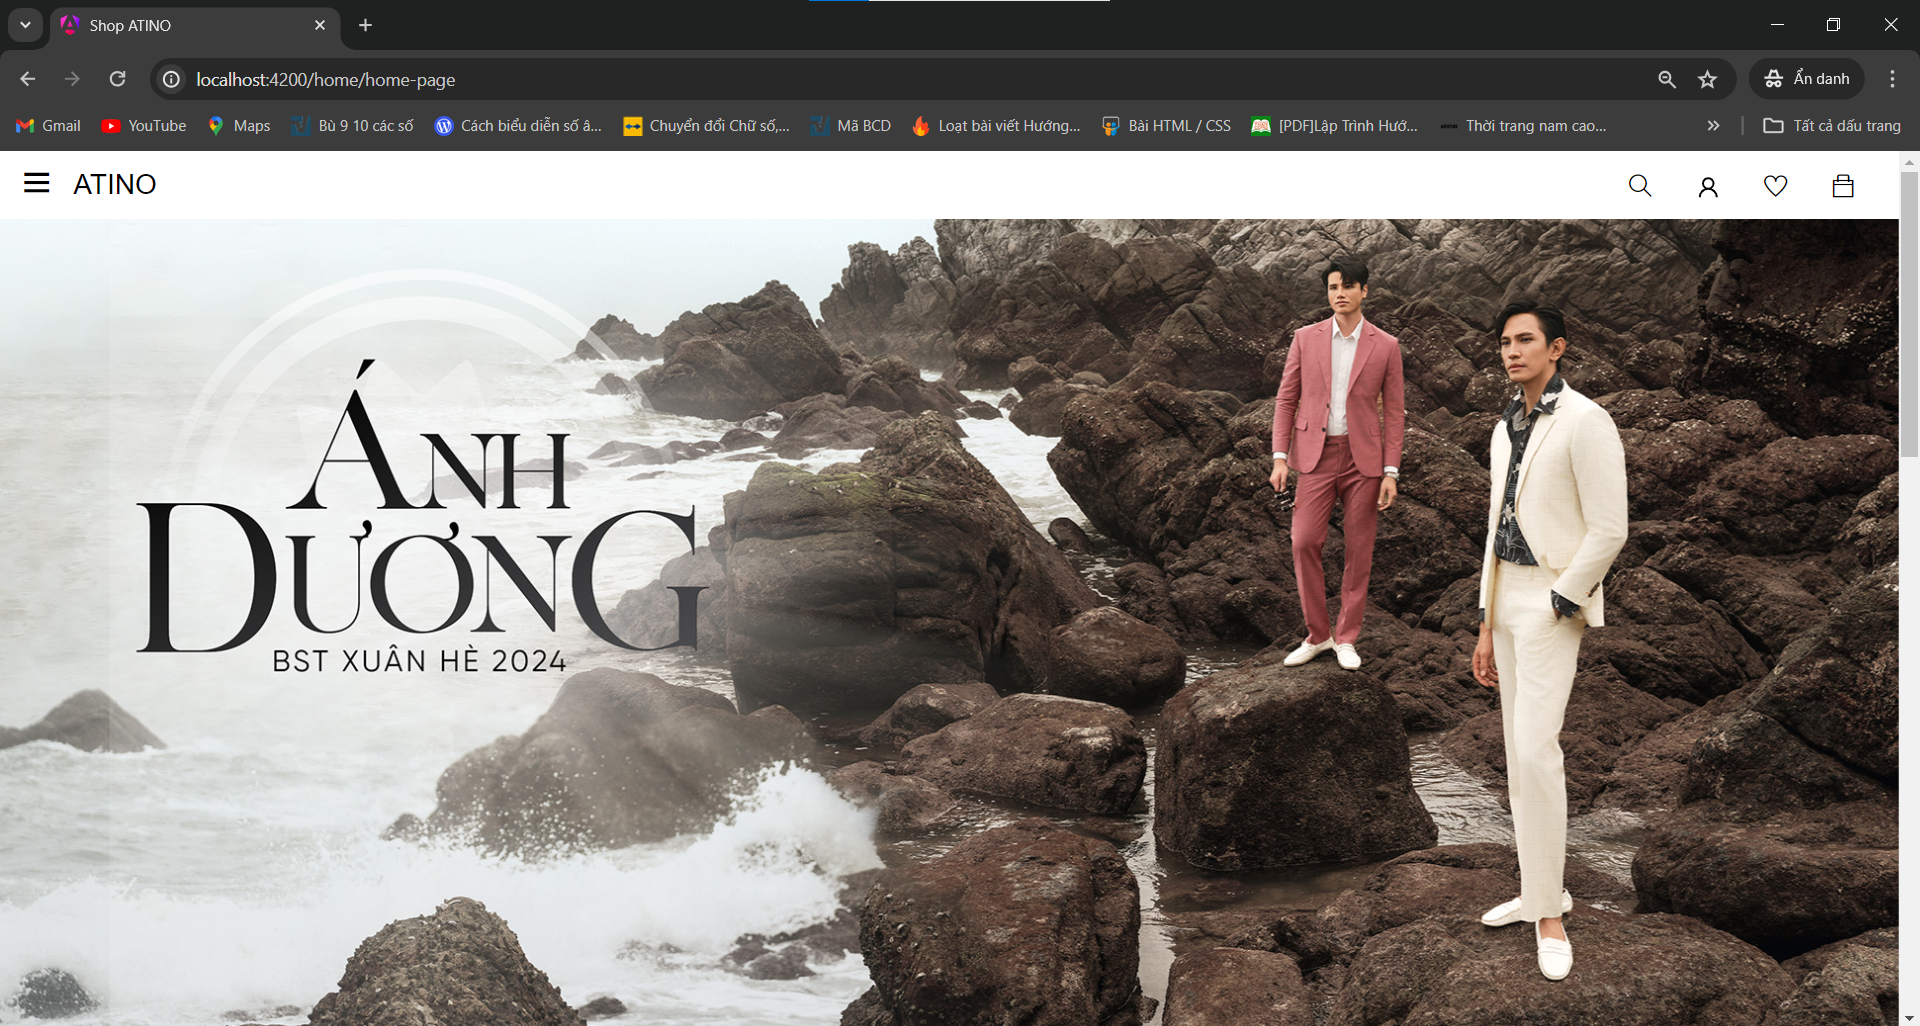 Shop ATINO
localhost:4200/home/home-page
Ẩn danh
Gmail
YouTube
Maps
Bù 9 10 các số
Cách biểu diễn số â...
Chuyển đổi Chữ số,...
Mã BCD
Loạt bài viết Hướng...
Bài HTML / CSS
[PDF]Lập Trình Hướ...
Thời trang nam cao...
Tất cả dấu trang
ATINO
ÁNH
DƯƠNG
BST XUÂN HÈ 2024